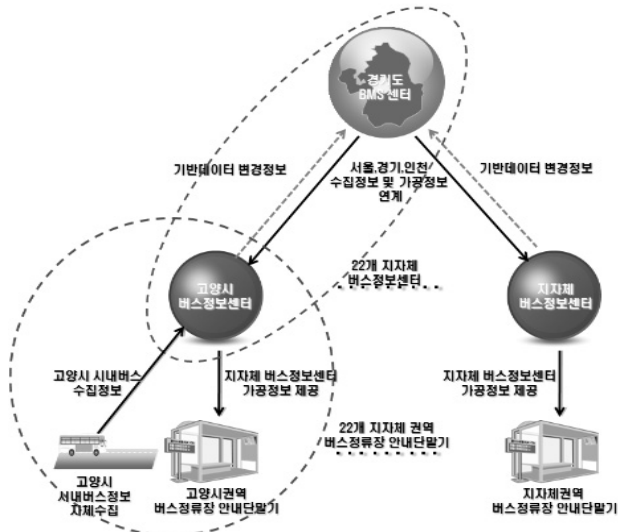 경기도
BMS 센터
기반데이터 변경정보
서울.경기.인천
수집정보 및 가공정보
연계
기반데이터 변경정보
고양시
버스정보센터
22개 지자체
버스정보센터
지자체
버스정보센터
고양시 시내버스
수집정보
지자체 버스정보센터
가공정보 제공
지자체 버스정보센터
가공정보 제공
22개 지자체 권역
버스정류장 안내단말기
고양시
서내버스정보
자체수집
고양시권역
버스정류장 안내단말기
지자체권역
버스정류장 안내단말기